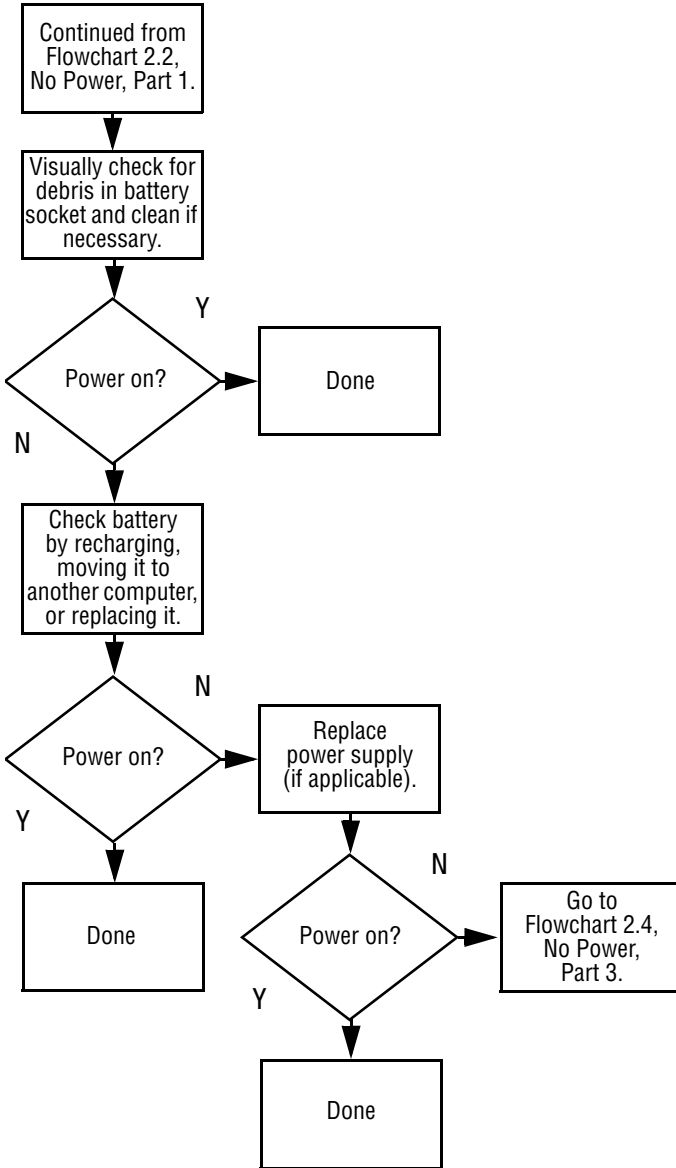 Continued from
Flowchart 2.2,
No Power, Part 1.
Visually check for
debris in battery
socket and clean if
necessary.
Y
Power on?
Done
N
Check battery
by recharging,
moving it to
another computer,
or replacing it.
N
Power on?
Replace
power supply
(if applicable).
Y
Done
N
Power on?
Go to
Flowchart 2.4,
No Power,
Part 3.
Y
Done